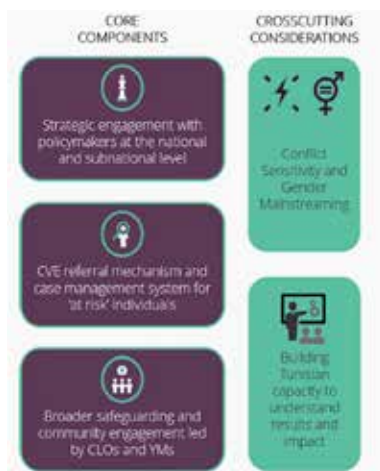 CORE
COMPONENTS
Strategic engagement with
policymakers at the national
and subnational level
CVE referral mechanism and
case management system for
'at risk' individuals
Broader safeguarding and
community engagement led
by CLOs and YMs
CROSSCUTTING
CONSIDERATIONS
Conflict
Sensitivity and
Gender
Mainstreaming
Building
Tunisian
capacity to
understand
results and
impact